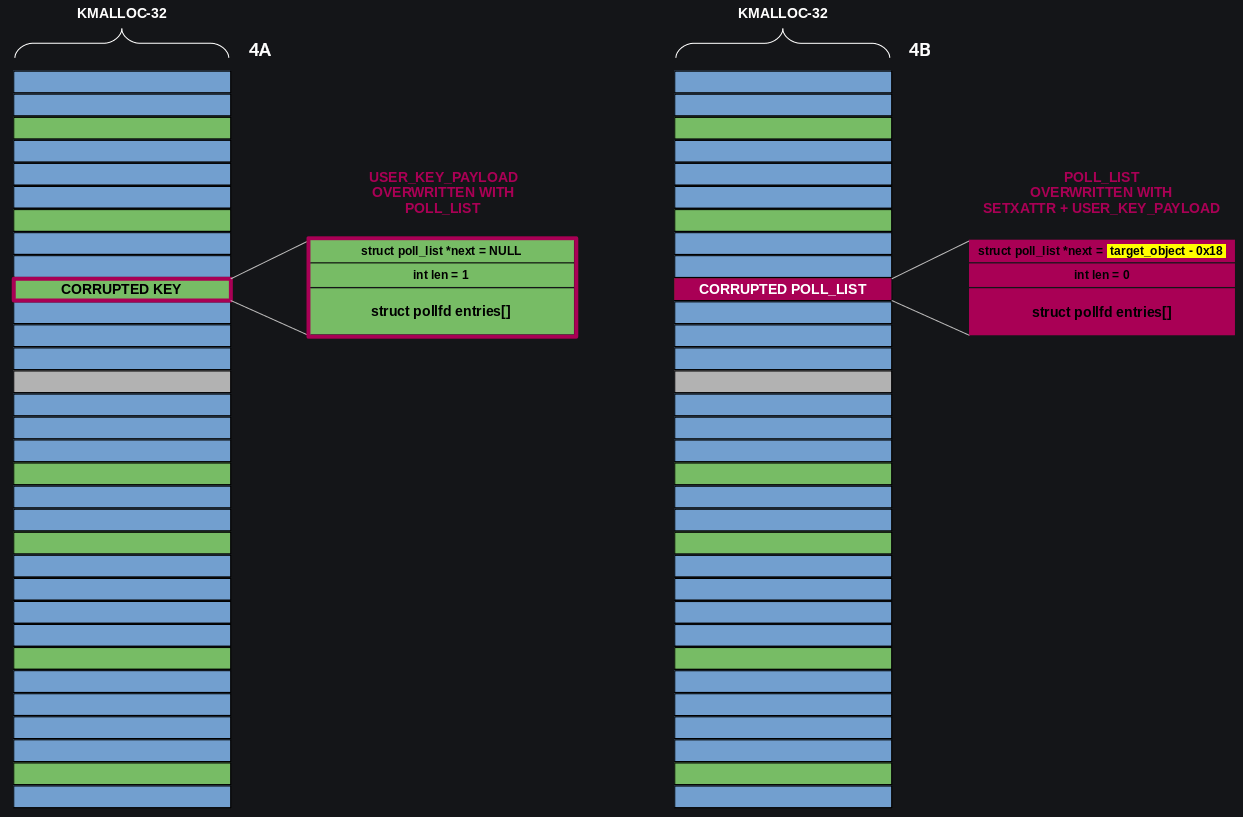 KMALLOC-32
4A
USER_KEY_PAYLOAD
OVERWRITTEN WITH
POLL_LIST
struct poll_list *next = NULL
int len = 1
struct pollfd entries[]
CORRUPTED KEY
KMALLOC-32
4B
POLL_LIST
OVERWRITTEN WITH
SETXATTR + USER_KEY_PAYLOAD
struct poll_list *next = target_object - 0x18
int len = 0
struct pollfd entries[]
CORRUPTED POLL_LIST